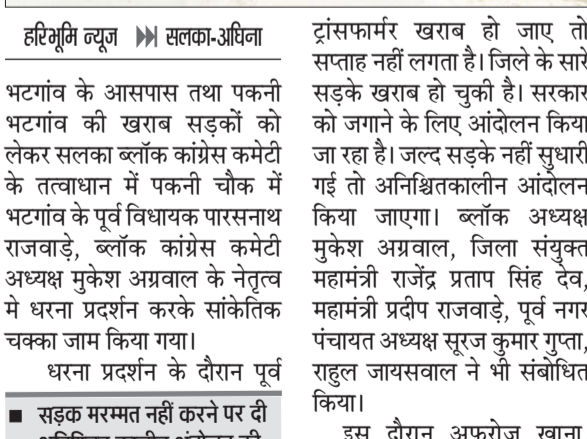 हरिभूमि न्यूज ▶▶ सलका-अघिना
भटगांव के आसपास तथा पकनी
भटगांव की खराब सड़कों को
लेकर सलका ब्लॉक कांग्रेस कमेटी
के तत्वाधान में पकनी चौक में
भटगांव के पूर्व विधायक पारसनाथ
राजवाड़े, ब्लॉक कांग्रेस कमेटी
अध्यक्ष मुकेश अग्रवाल के नेतृत्व
मे धरना प्रदर्शन करके सांकेतिक
चक्का जाम किया गया।
धरना प्रदर्शन के दौरान पूर्व
■ सड़क मरम्मत नहीं करने पर दी
ट्रांसफार्मर खराब हो जाए तो
सप्ताह नहीं लगता है। जिले के सारे
सड़के खराब हो चुकी है। सरकार
को जगाने के लिए आंदोलन किया
जा रहा है। जल्द सड़के नहीं सुधारी
गई तो अनिश्चितकालीन आंदोलन
किया जाएगा। ब्लॉक अध्यक्ष
मुकेश अग्रवाल, जिला संयुक्त
महामंत्री राजेंद्र प्रताप सिंह देव,
महामंत्री प्रदीप राजवाड़े, पूर्व नगर
पंचायत अध्यक्ष सूरज कुमार गुप्ता,
राहुल जायसवाल ने भी संबोधित
किया।
इस दौरान अफरोज खाना,